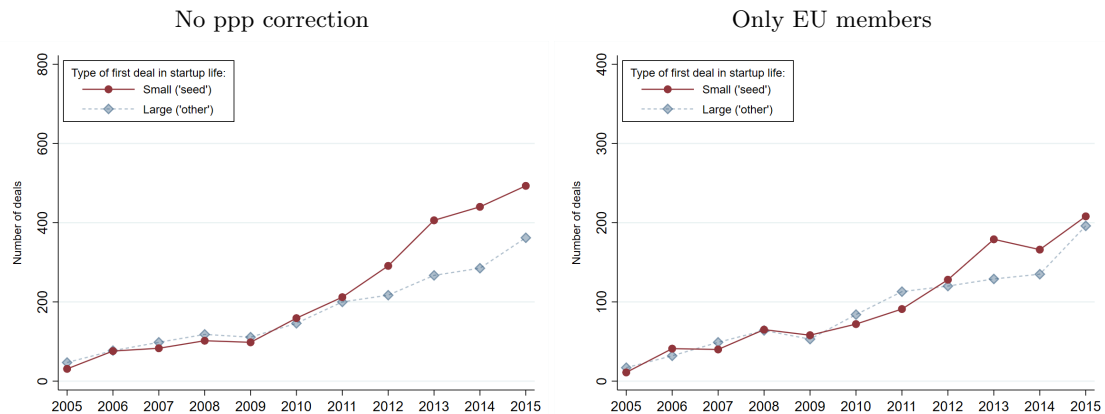 No ppp correction
Number of deals
800
600
400
200
0
Type of first deal in startup life:
Small ('seed')
Large ('other')
2005 2006 2007 2008 2009 2010 2011 2012 2013 2014 2015
Only EU members
Number of deals
400
300
200
100
0
Type of first deal in startup life:
Small ('seed')
Large ('other')
2005 2006 2007 2008 2009 2010 2011 2012 2013 2014 2015